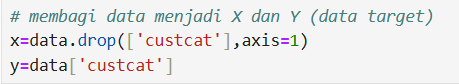 # membagi data menjadi X dan Y (data target)
x=data.drop(['custcat'],axis=1)
y=data['custcat']